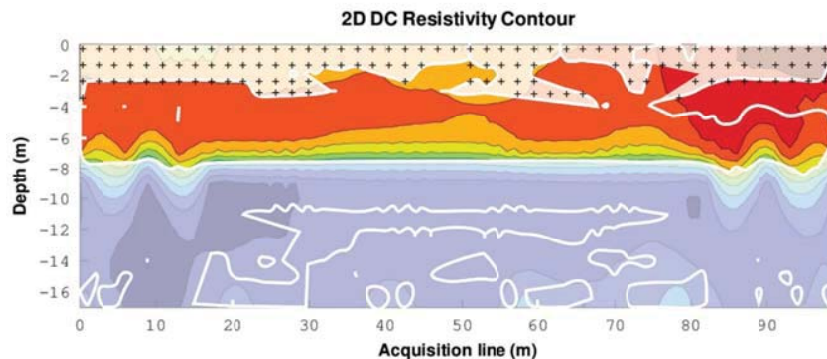 2D DC Resistivity Contour
Depth (m)
0
−2
−4
−6
−8
−10
−12
−14
−16
0 10 20 30 40 50 60 70 80 90
Acquisition line (m)